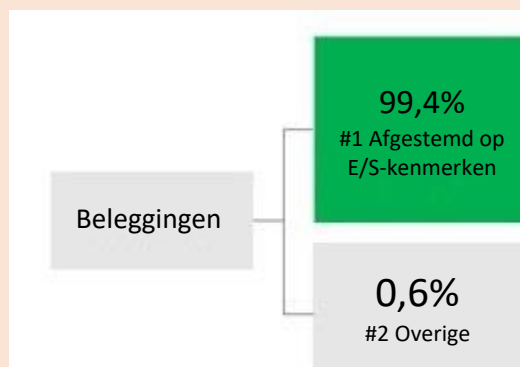 Beleggingen
99,4%
#1 Afgestemd op
E/S-kenmerken
0,6%
#2 Overige